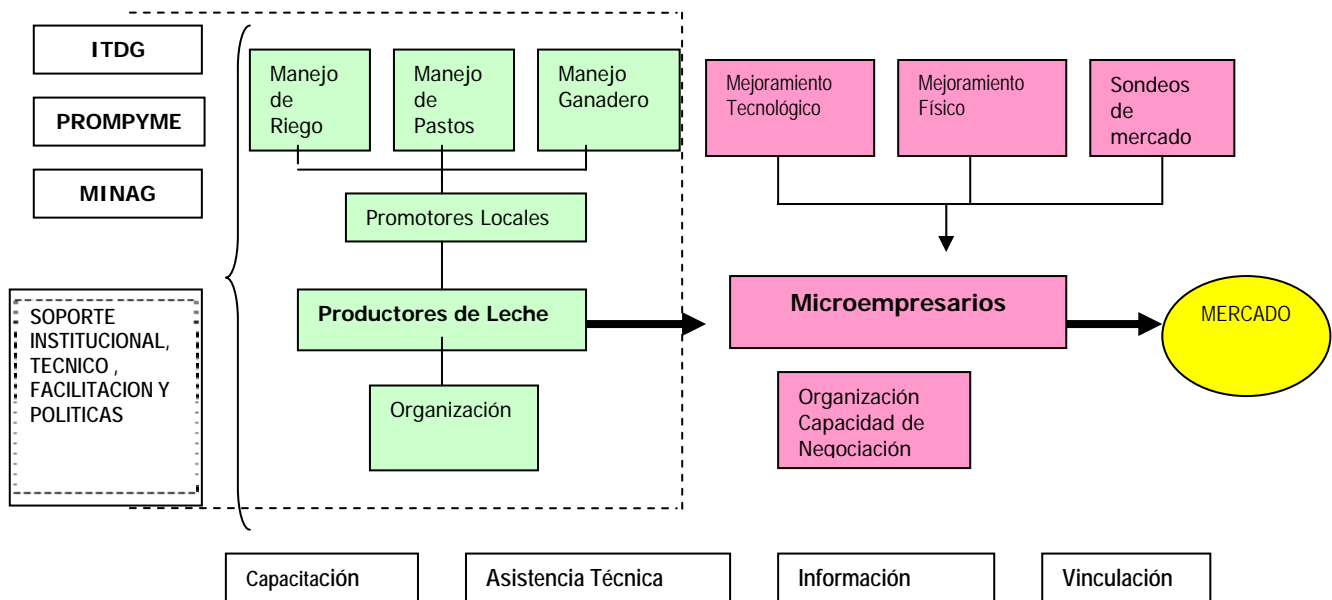 ITDG
PROMPYME
MINAG
SOPORTE
INSTITUCIONAL,
TECNICO ,
FACILITACION Y
POLITICAS
Manejo
de
Riego
Manejo
de
Pastos
Manejo
Ganadero
Promotores Locales
Productores de Leche
Organización
Mejoramiento
Tecnológico
Mejoramiento
Físico
Sondeos
de
mercado
Microempresarios
Organización
Capacidad de
Negociación
MERCADO
Capacitación
Asistencia Técnica
Información
Vinculación